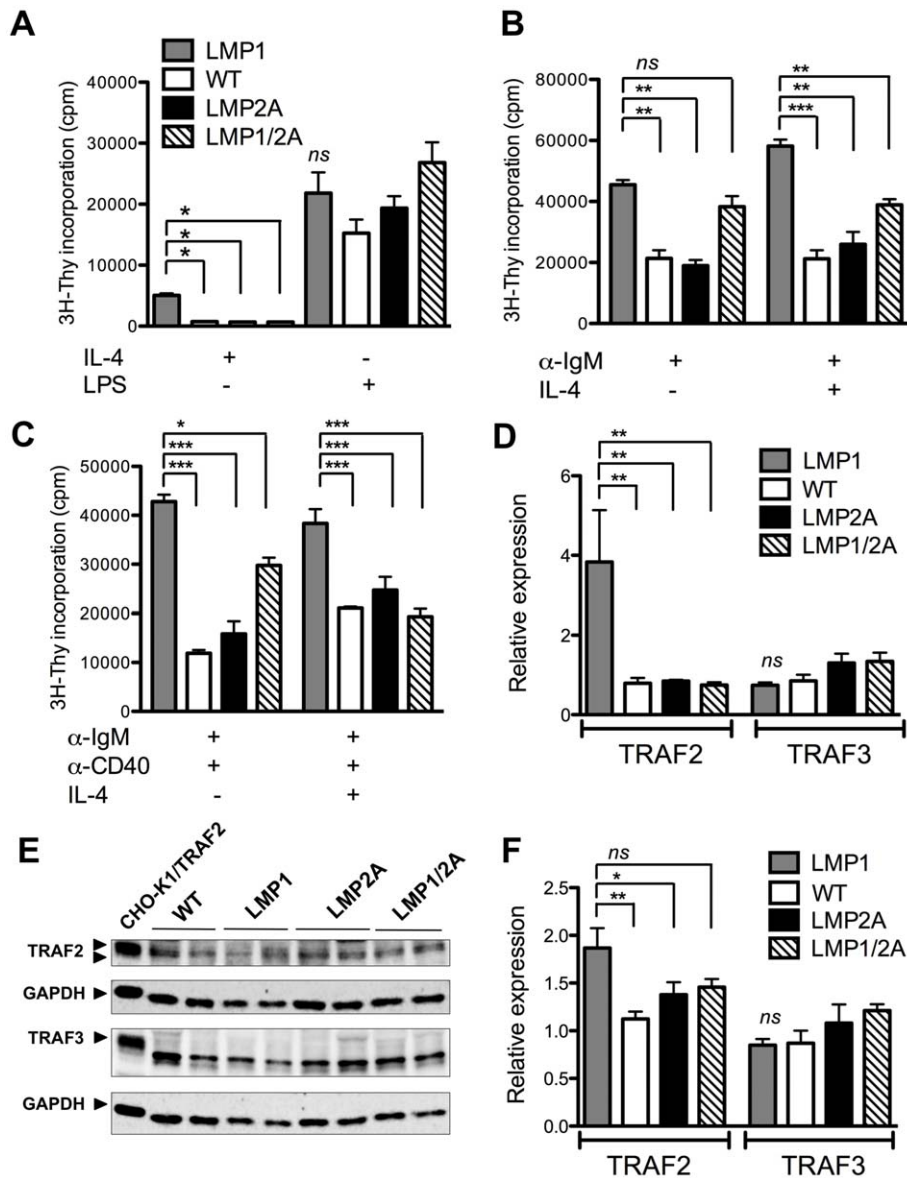 A
LMP1
WT
LMP2A
LMP1/2A
3H-Thy incorporation (cpm)
40000
30000
20000
10000
0
*
*
*
ns
IL-4 + -
LPS - +
B
3H-Thy incorporation (cpm)
80000
60000
40000
20000
0
ns
**
**
**
**
***
α-IgM + +
IL-4 - +
C
3H-Thy incorporation (cpm)
50000
40000
30000
20000
10000
0
*
***
***
***
***
***
α-IgM + +
α-CD40 + +
IL-4 - +
D
LMP1
WT
LMP2A
LMP1/2A
Relative expression
6
4
2
0
**
**
**
ns
TRAF2 TRAF3
E
CHO-K1/TRAF2
WT
LMP1
LMP2A
LMP1/2A
TRAF2
GAPDH
TRAF3
GAPDH
F
LMP1
WT
LMP2A
LMP1/2A
Relative expression
2.5
2.0
1.5
1.0
0.5
0.0
ns
*
**
ns
TRAF2 TRAF3